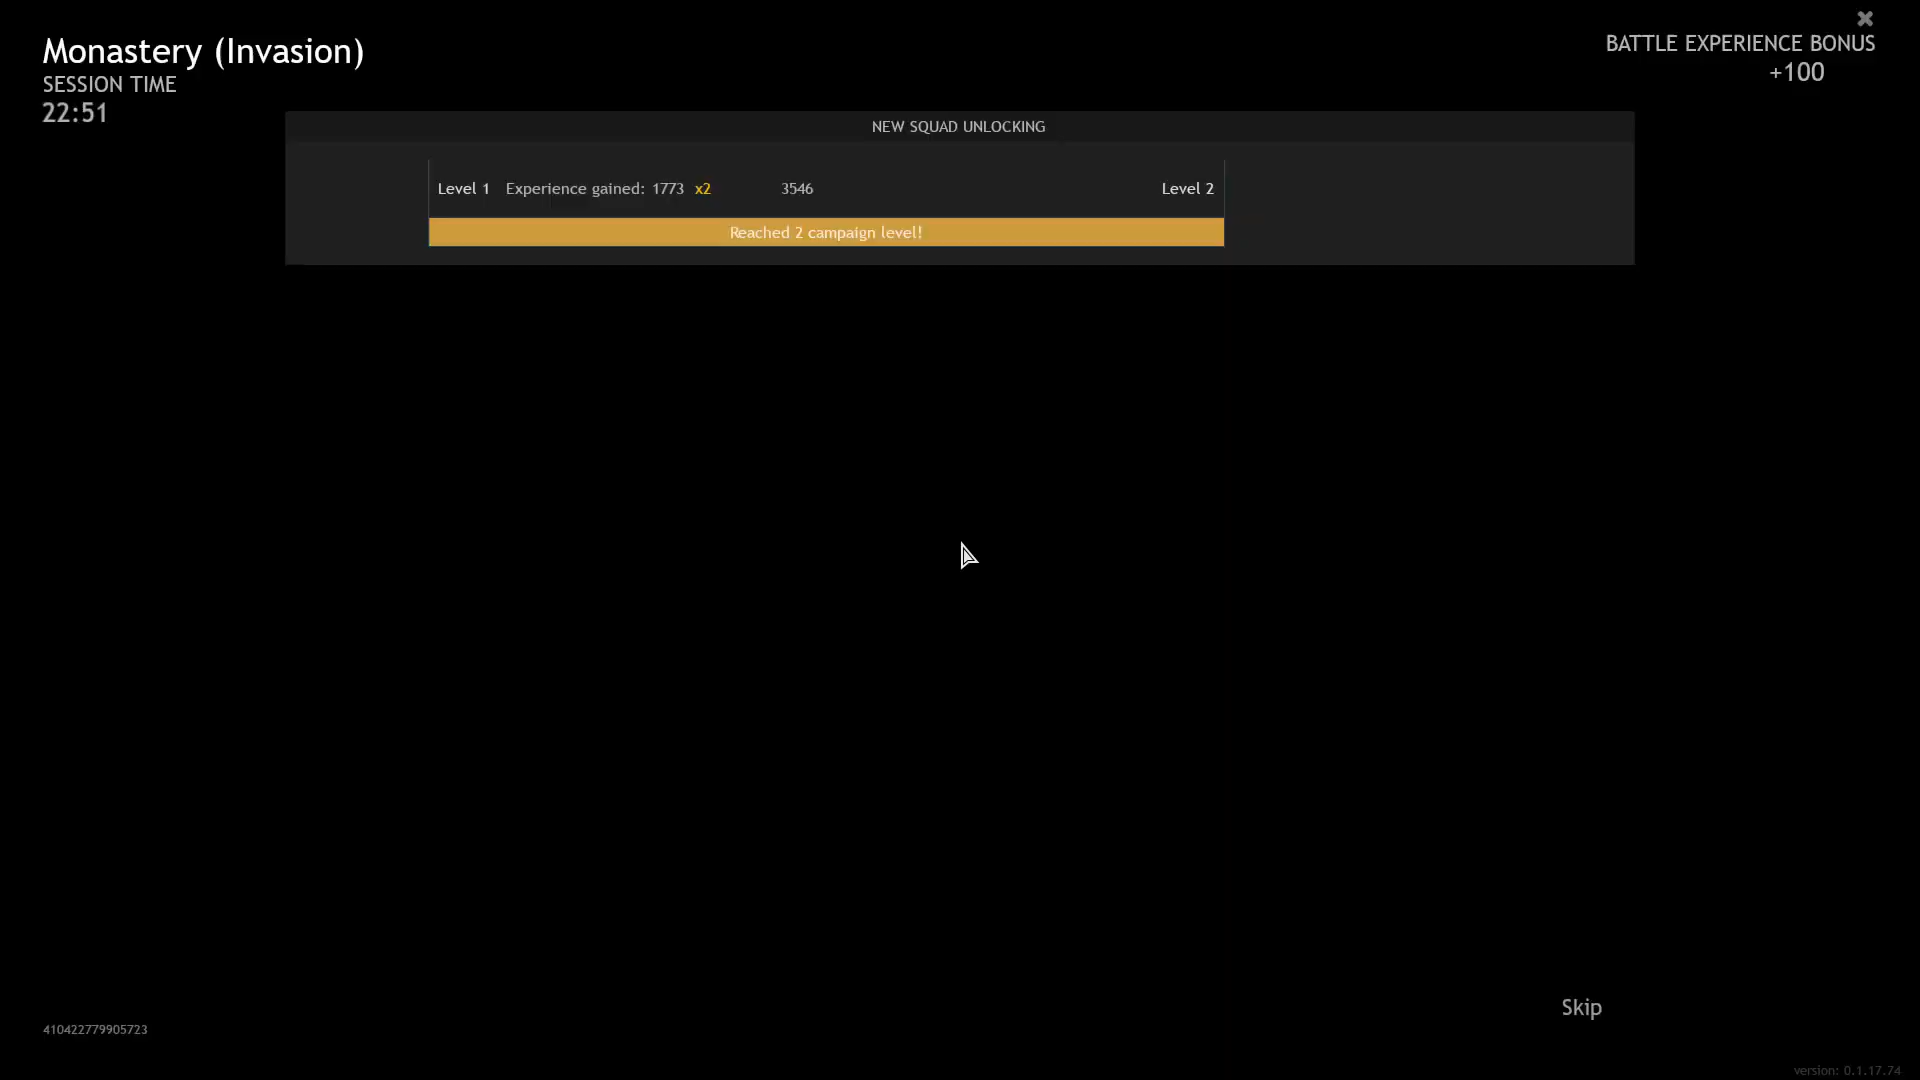 Monastery (Invasion)
SESSION TIME
22:51
BATTLE EXPERIENCE BONUS
+100
NEW SQUAD UNLOCKING
Level 1 Experience gained: 1773 x2 3546 Level 2
Reached 2 campaign level!
Skip
410422779905723
version: 0.1.17.74